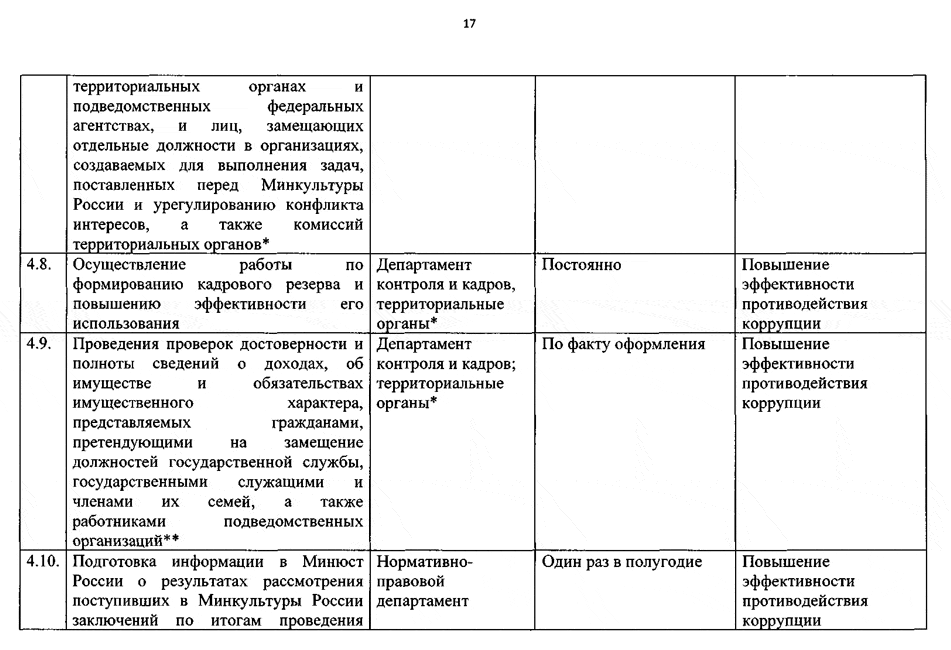 17
территориальных органах и
подведомственных федеральных
агентствах, и лиц, замещающих
отдельные должности в организациях,
создаваемых для выполнения задач,
поставленных перед Минкультуры
России и урегулированию конфликта
интересов, а также комиссий
территориальных органов*
4.8. Осуществление работы по Департамент Постоянно Повышение
формированию кадрового резерва и контроля и кадров, эффективности
повышению эффективности его территориальные противодействия
использования органы* коррупции
4.9. Проведения проверок достоверности и Департамент По факту оформления Повышение
полноты сведений о доходах, об контроля и кадров; эффективности
имуществе и обязательствах территориальные противодействия
имущественного характера, органы* коррупции
представляемых гражданами,
претендующими на замещение
должностей государственной службы,
государственными служащими и
членами их семей, а также
работниками подведомственных
организаций**
4.10. Подготовка информации в Минюст Нормативно- Один раз в полугодие Повышение
России о результатах рассмотрения правовой эффективности
поступивших в Минкультуры России департамент противодействия
заключений по итогам проведения коррупции